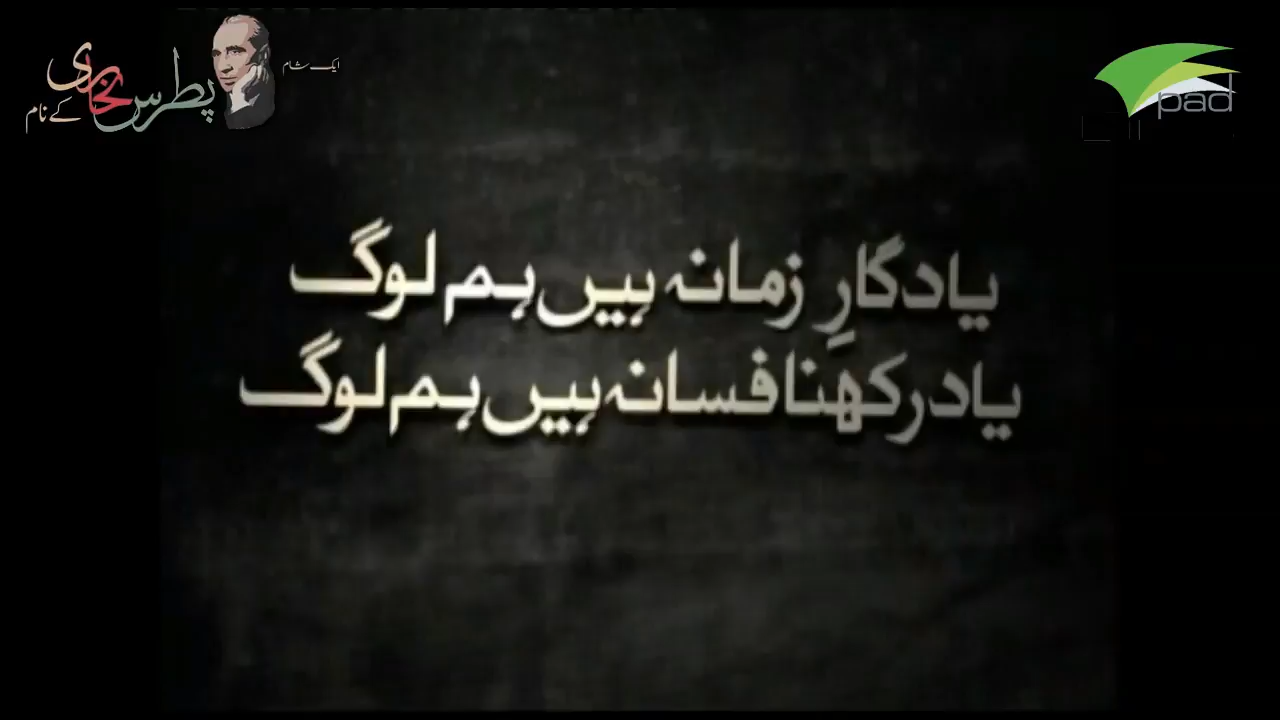 ایک شام
پطرس بخاری
کے نام
pad
یادگارِ زمانہ ہیں ہم لوگ
یاد رکھنا فسانہ ہیں ہم لوگ